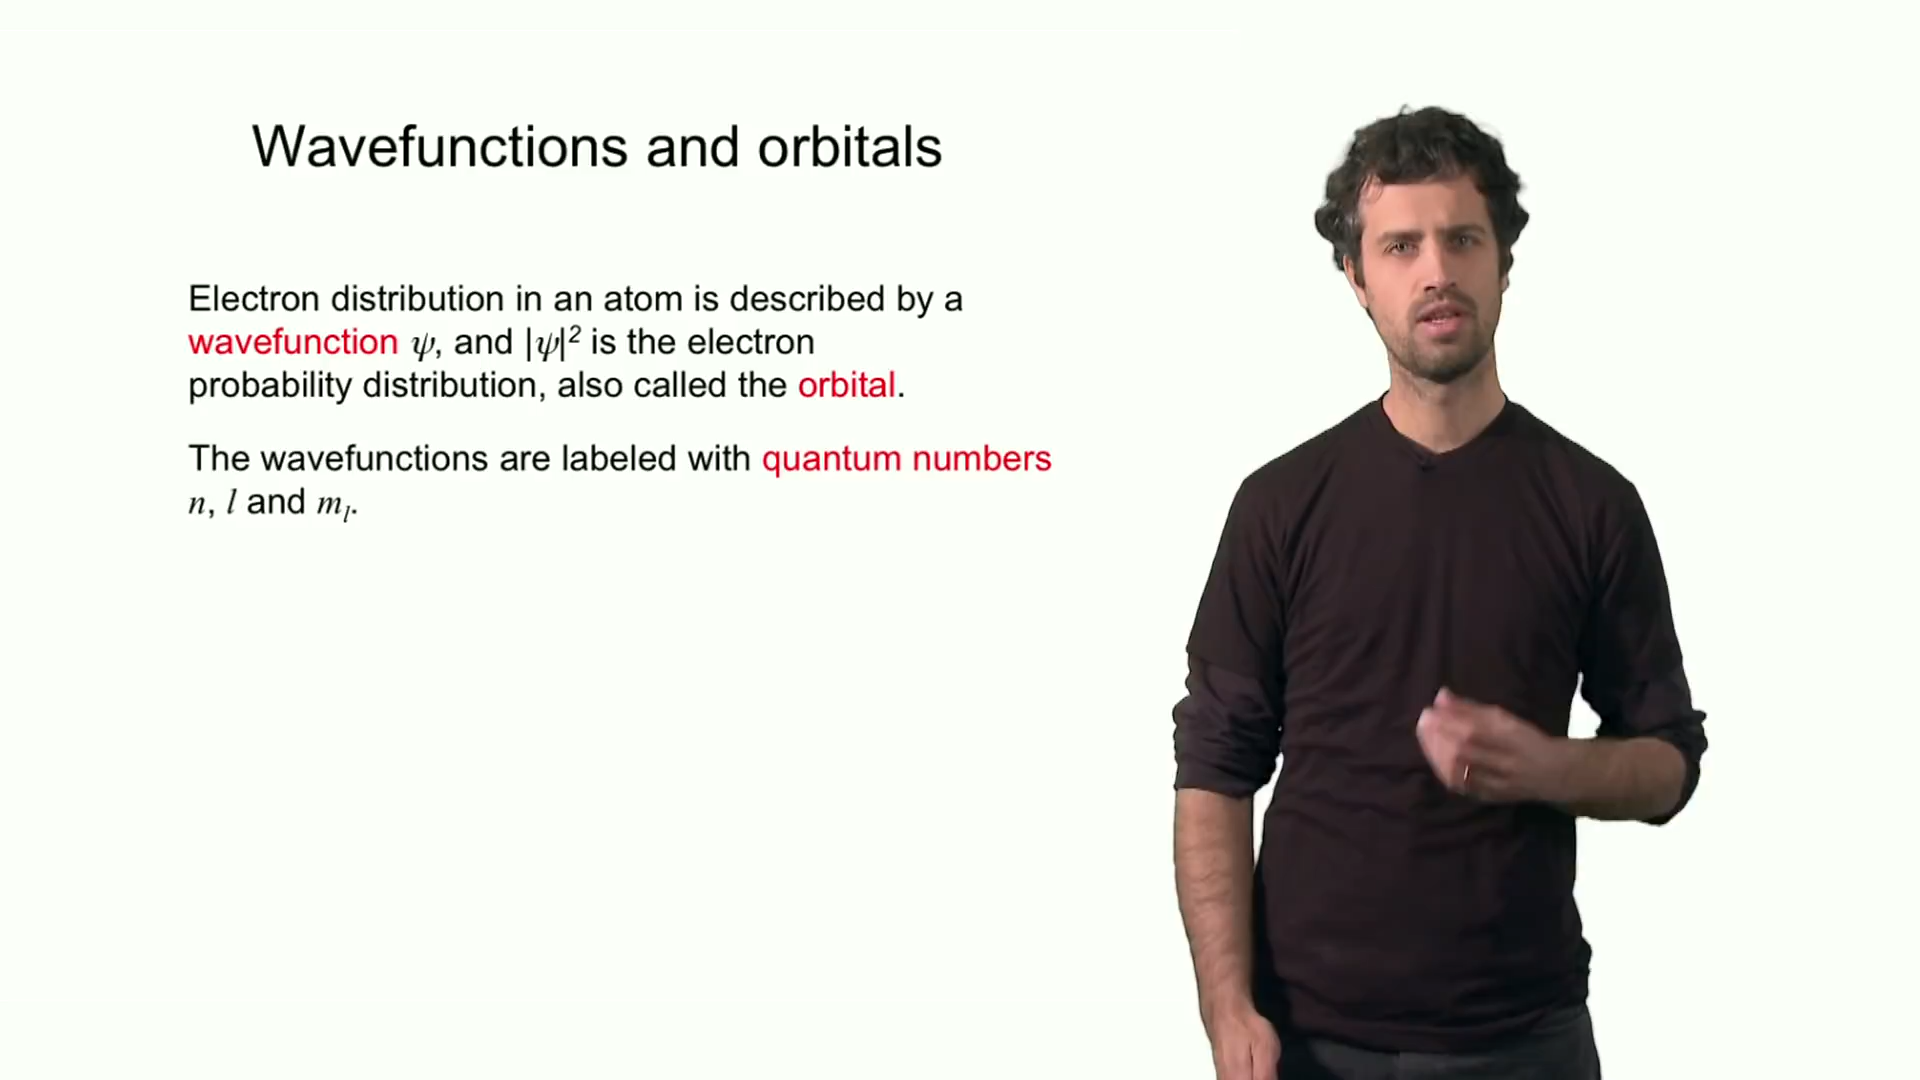 Wavefunctions and orbitals
Electron distribution in an atom is described by a
wavefunction ψ, and |ψ|² is the electron
probability distribution, also called the orbital.
The wavefunctions are labeled with quantum numbers
n, l and mₗ.